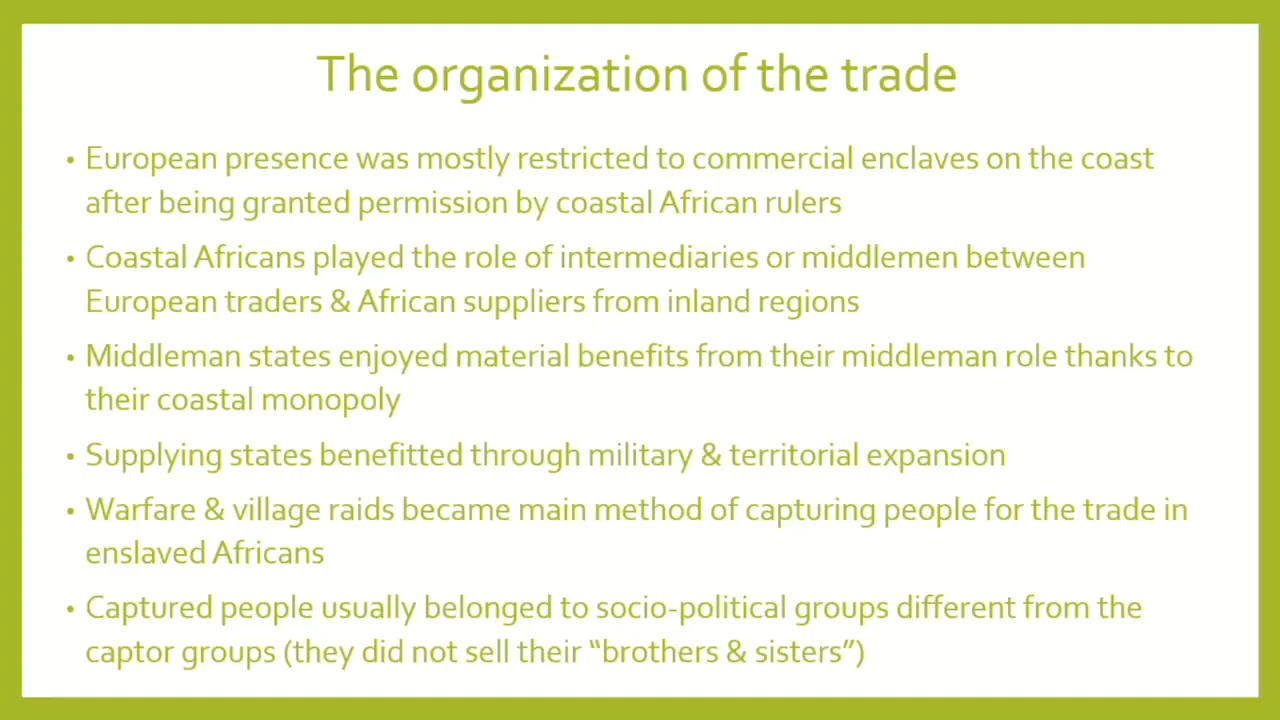 The organization of the trade
• European presence was mostly restricted to commercial enclaves on the coast
after being granted permission by coastal African rulers
• Coastal Africans played the role of intermediaries or middlemen between
European traders & African suppliers from inland regions
• Middleman states enjoyed material benefits from their middleman role thanks to
their coastal monopoly
• Supplying states benefitted through military & territorial expansion
• Warfare & village raids became main method of capturing people for the trade in
enslaved Africans
• Captured people usually belonged to socio-political groups different from the
captor groups (they did not sell their “brothers & sisters”)